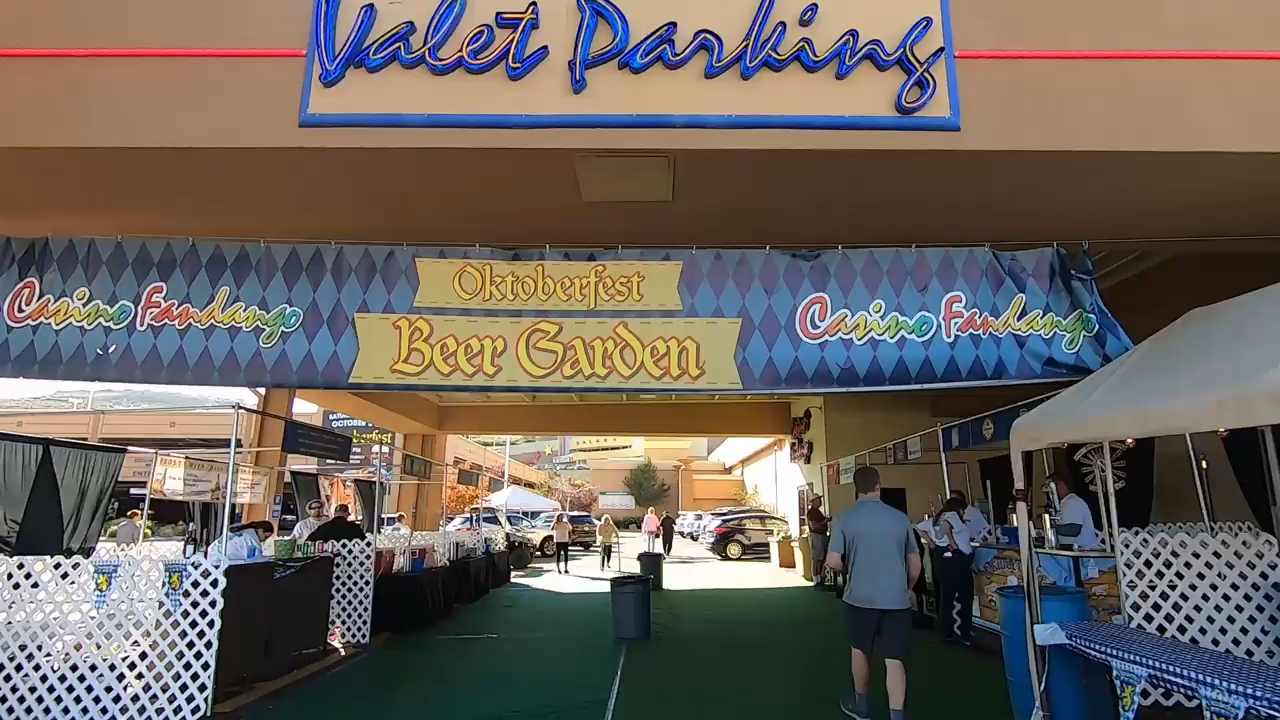 Valet Parking
Casino Fandango
Oktoberfest
Beer Garden
Casino Fandango